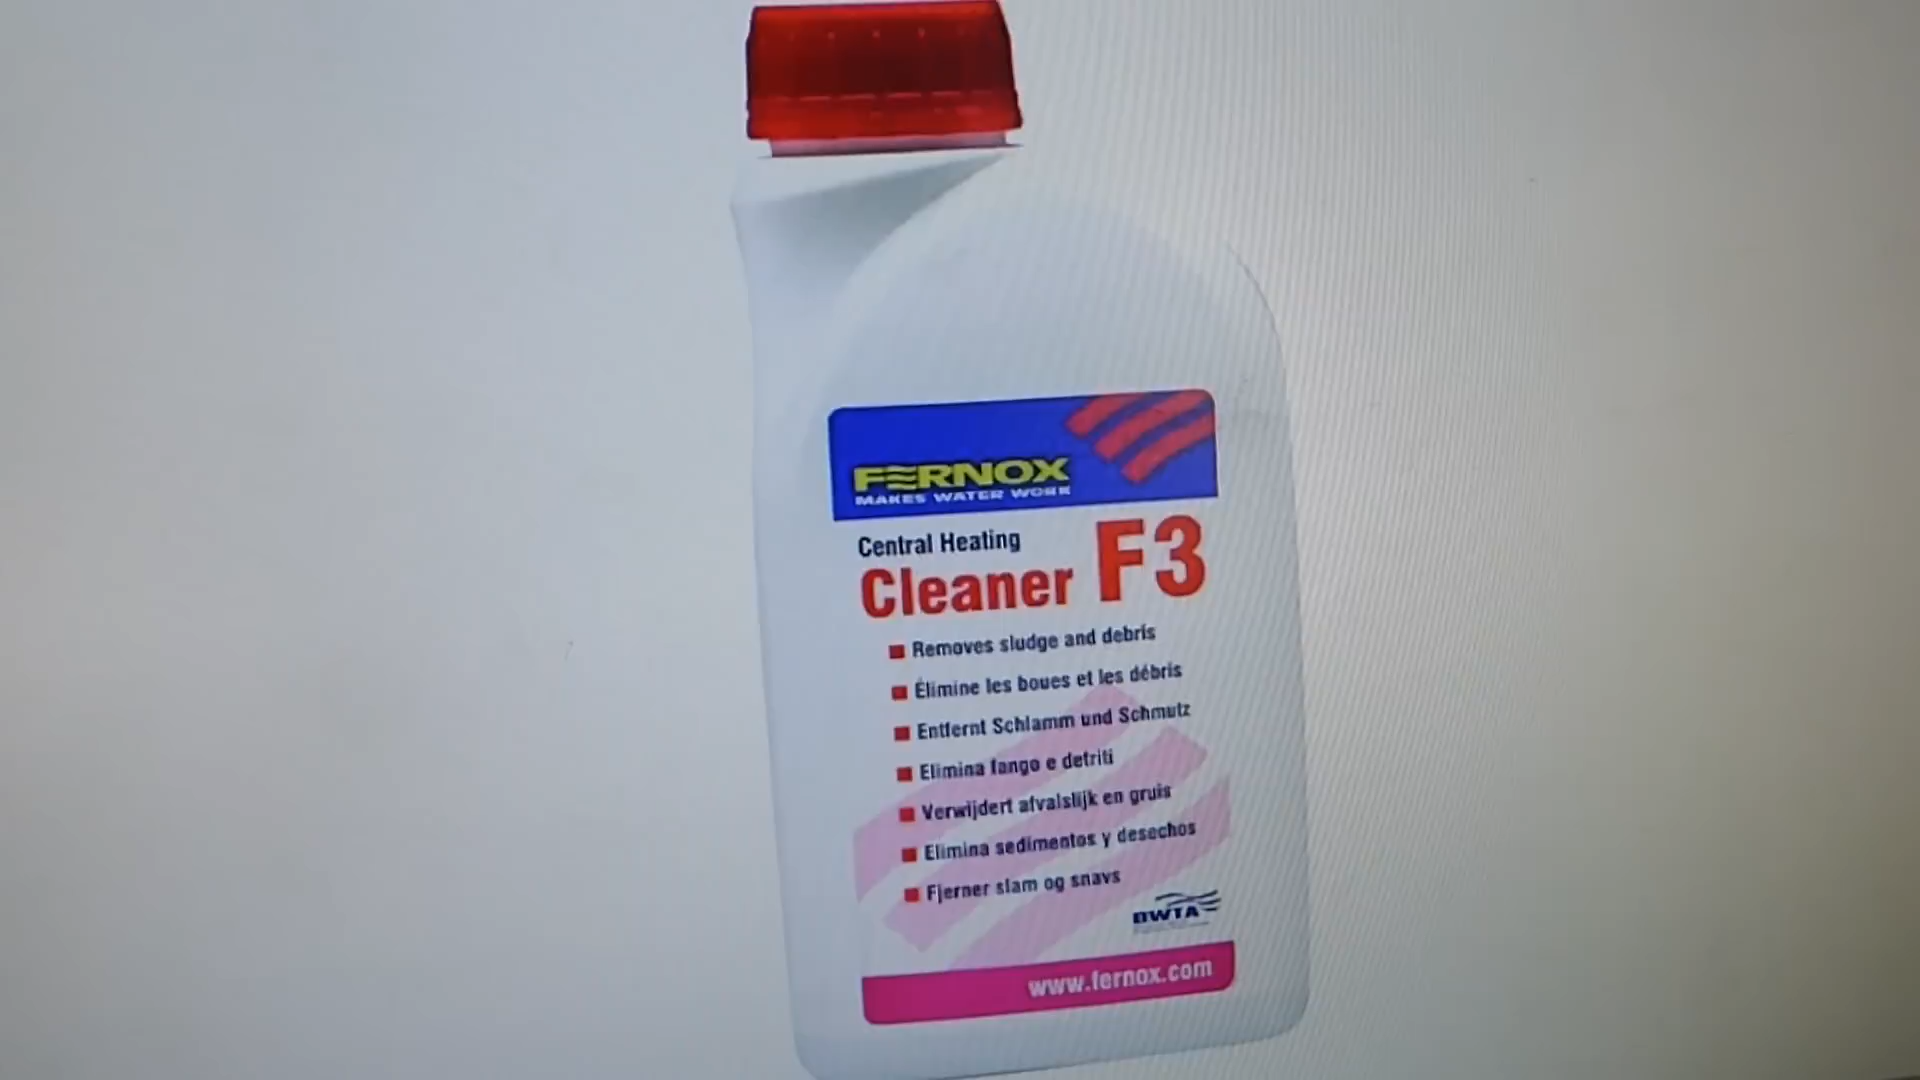 FERNOX
MAKES WATER WORK
Central Heating
Cleaner F3
Removes sludge and debris
Élimine les boues et les débris
Entfernt Schlamm und Schmutz
Elimina fango e detriti
Verwijdert afvalslijk en gruis
Elimina sedimentos y desechos
Fjerner slam og snavs
BWTA
www.fernox.com